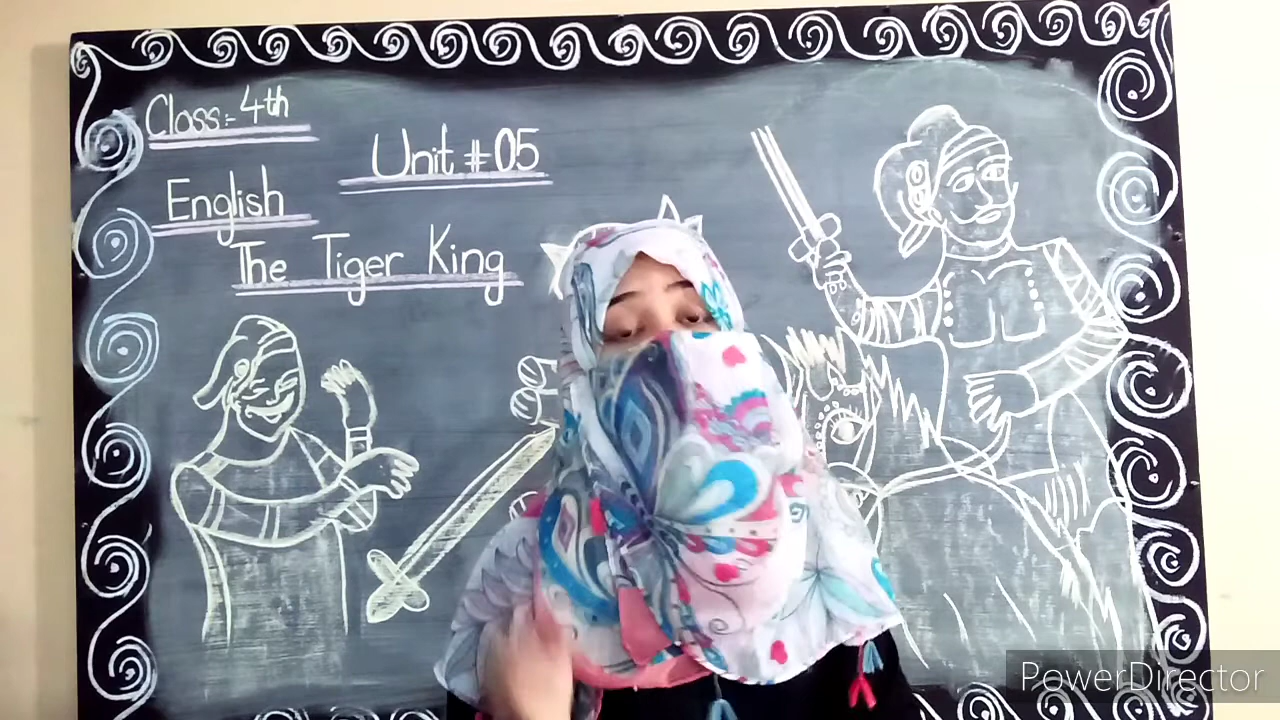 Class:- 4th
Unit # 05
English
The Tiger King
PowerDirector